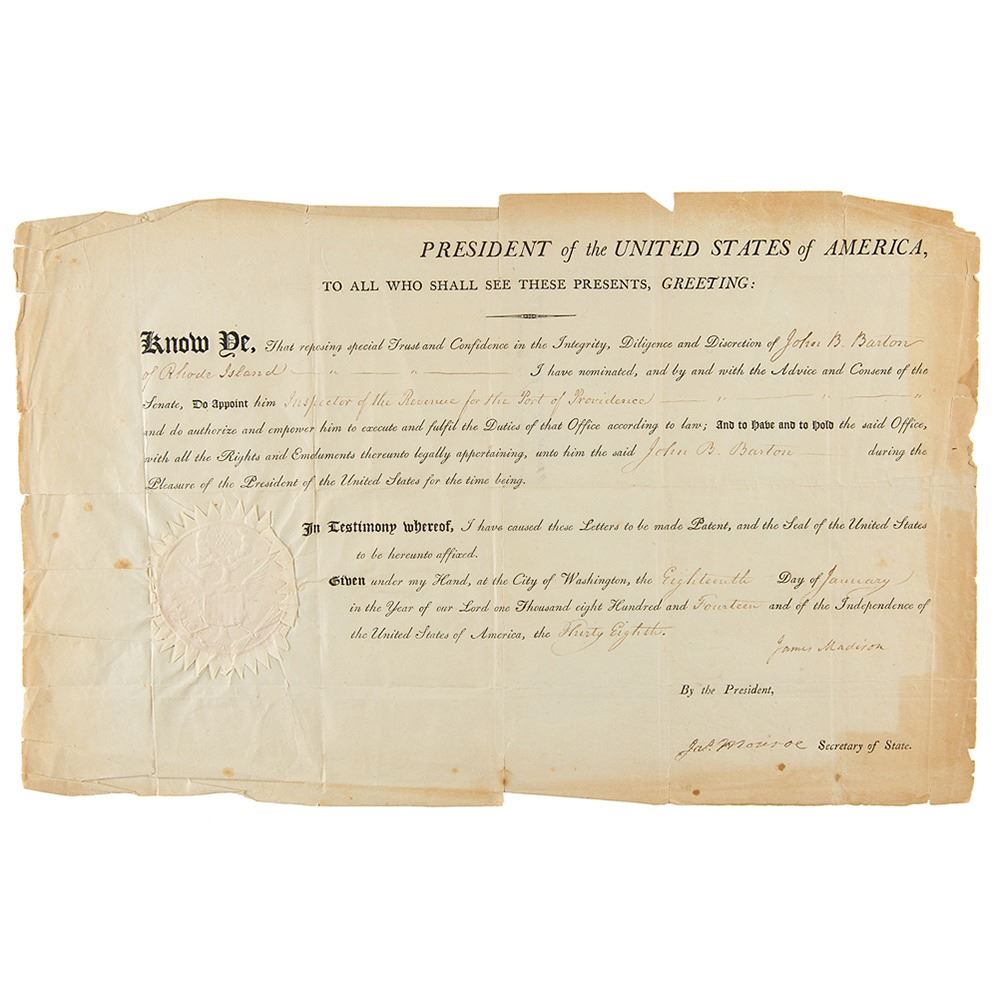 PRESIDENT of the UNITED STATES of AMERICA,
TO ALL WHO SHALL SEE THESE PRESENTS, GREETING:
Know Ye, That reposing special Trust and Confidence in the Integrity, Diligence and Discretion of John B. Barton
of Rhode Island — " — " — I have nominated, and by and with the Advice and Consent of the
Senate, Do Appoint him Inspector of the Revenue for the Port of Providence — " " "
and do authorize and empower him to execute and fulfil the Duties of that Office according to law; And to Have and to Hold the said Office,
with all the Rights and Emoluments thereunto legally appertaining, unto him the said John B. Barton — during the
Pleasure of the President of the United States for the time being.
In Testimony whereof, I have caused these Letters to be made Patent, and the Seal of the United States
to be hereunto affixed.
Given under my Hand, at the City of Washington, the Eighteenth Day of January
in the Year of our Lord one Thousand eight Hundred and Fourteen and of the Independence of
the United States of America, the Thirty Eighth.
James Madison
By the President,
Jas. Monroe Secretary of State.